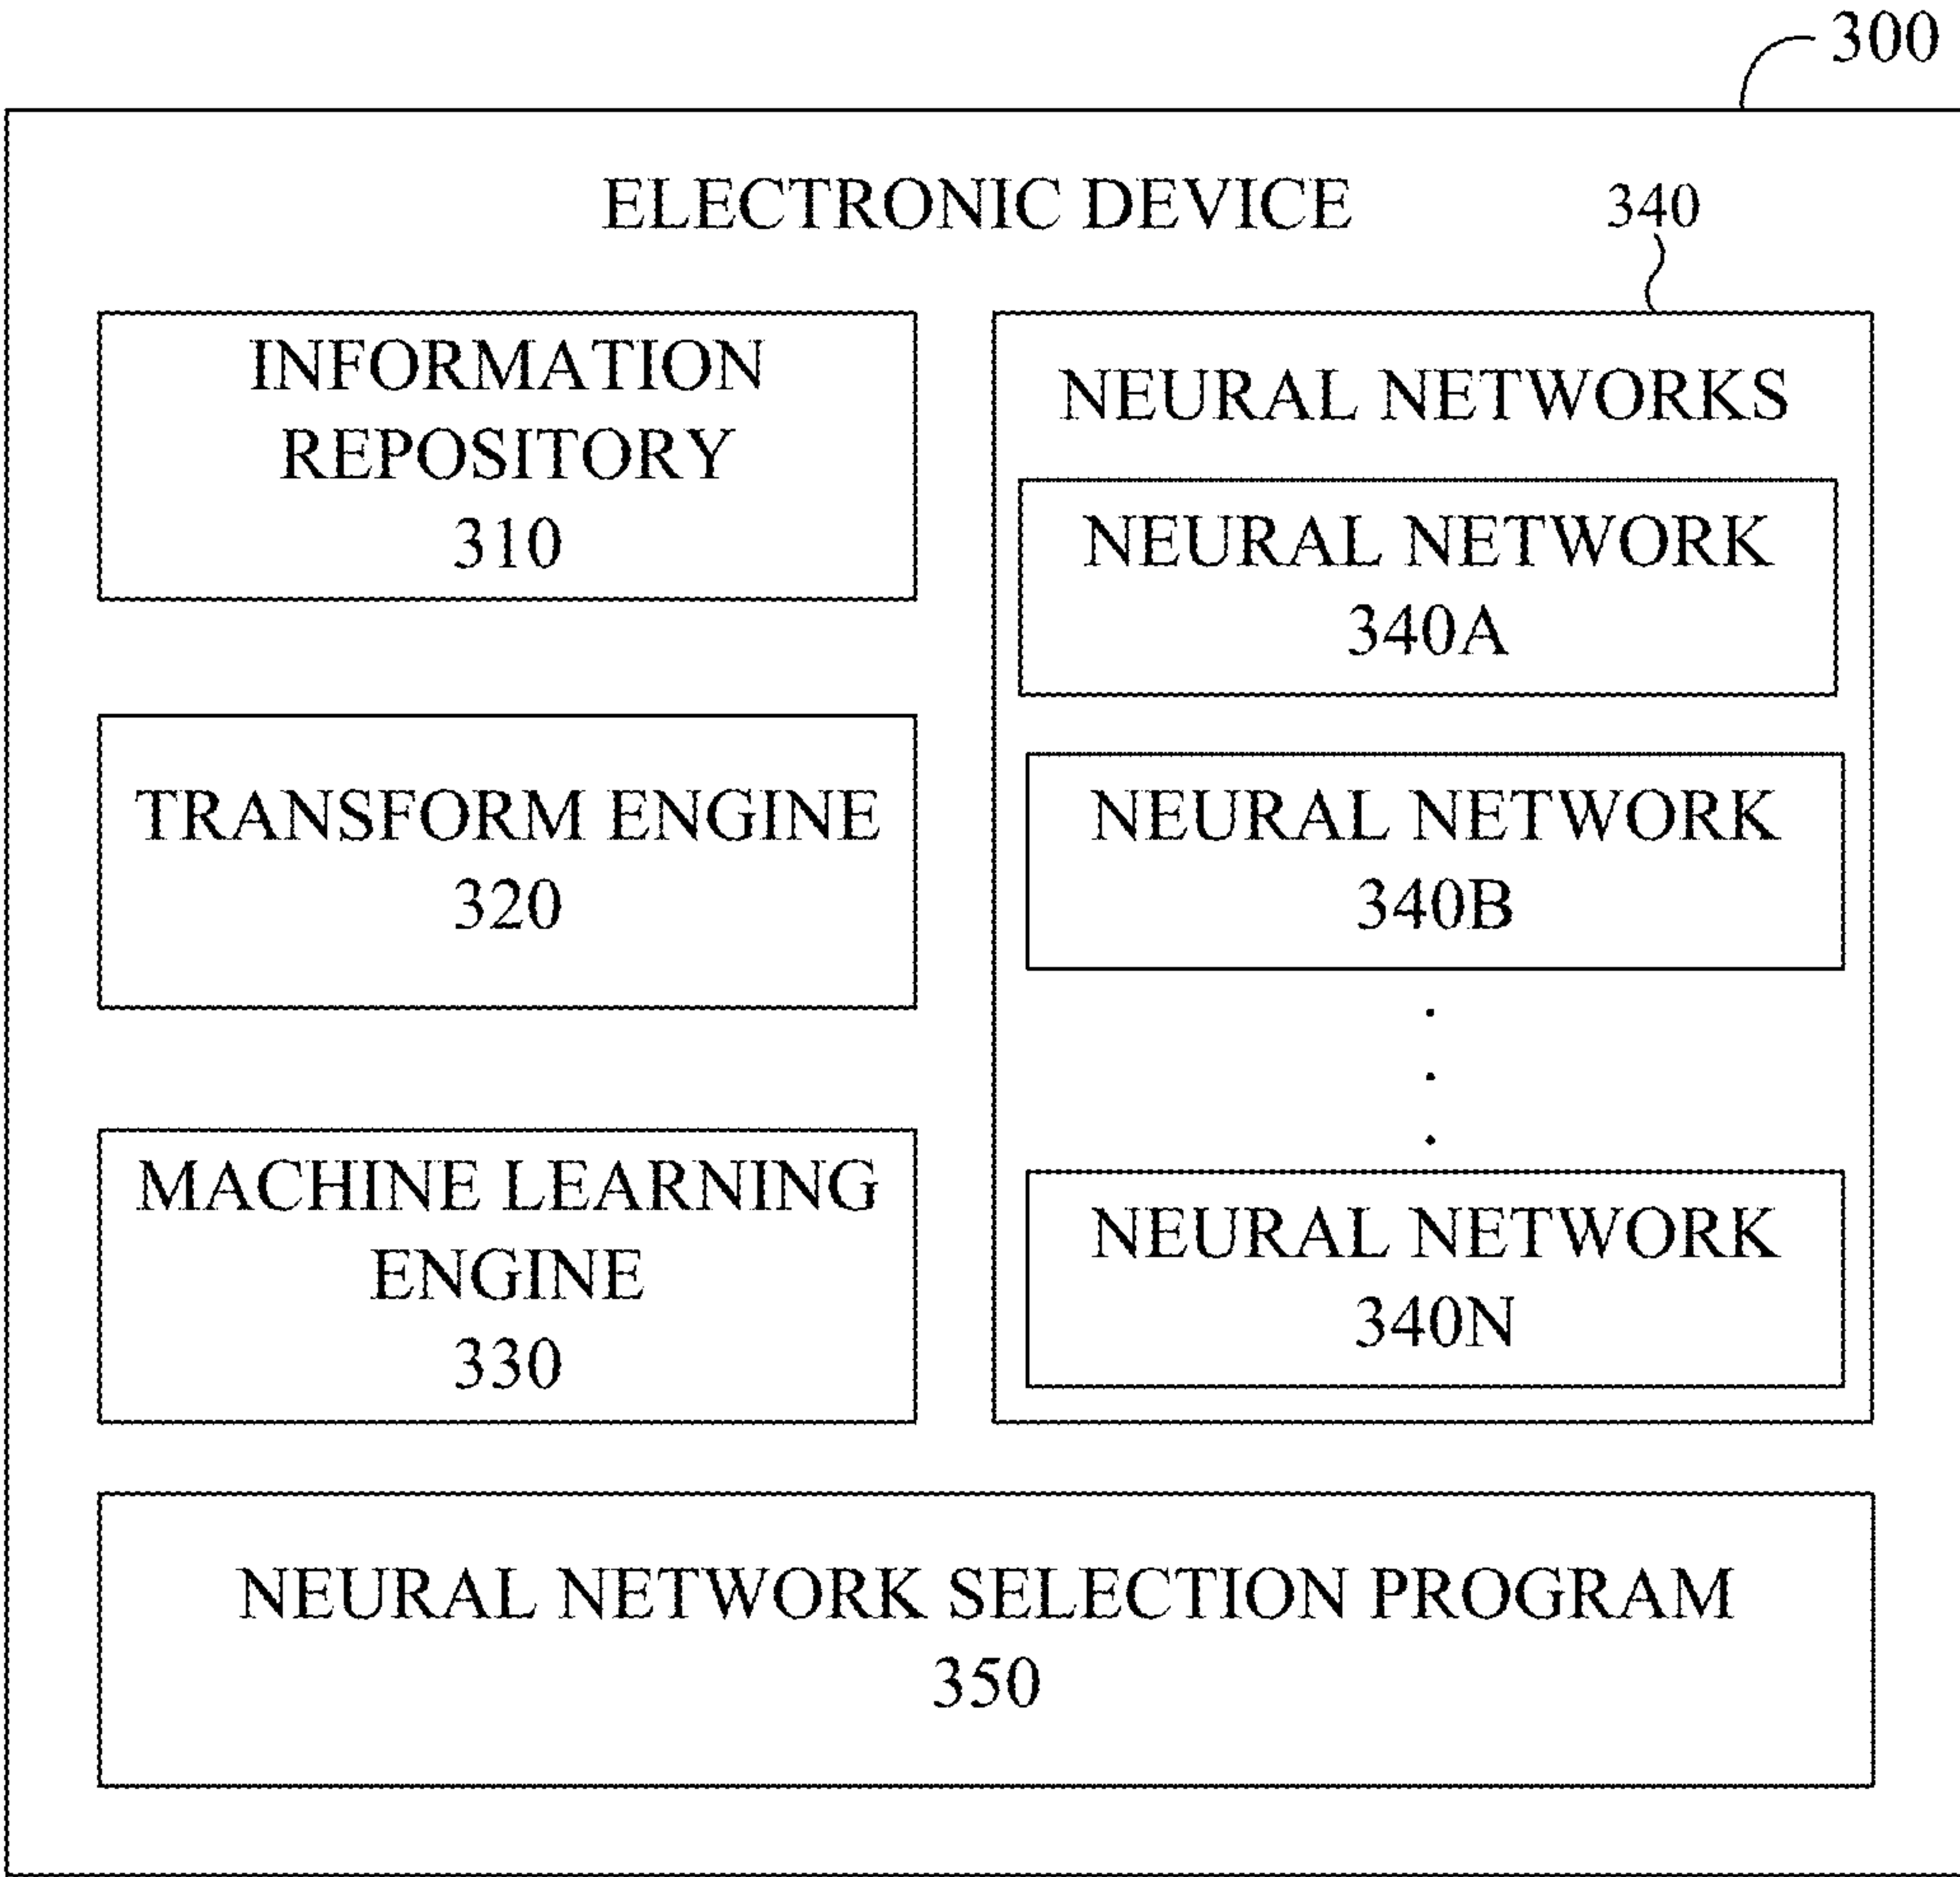 300
ELECTRONIC DEVICE
340
INFORMATION
REPOSITORY
310
TRANSFORM ENGINE
320
MACHINE LEARNING
ENGINE
330
NEURAL NETWORKS
NEURAL NETWORK
340A
NEURAL NETWORK
340B
NEURAL NETWORK
340N
NEURAL NETWORK SELECTION PROGRAM
350